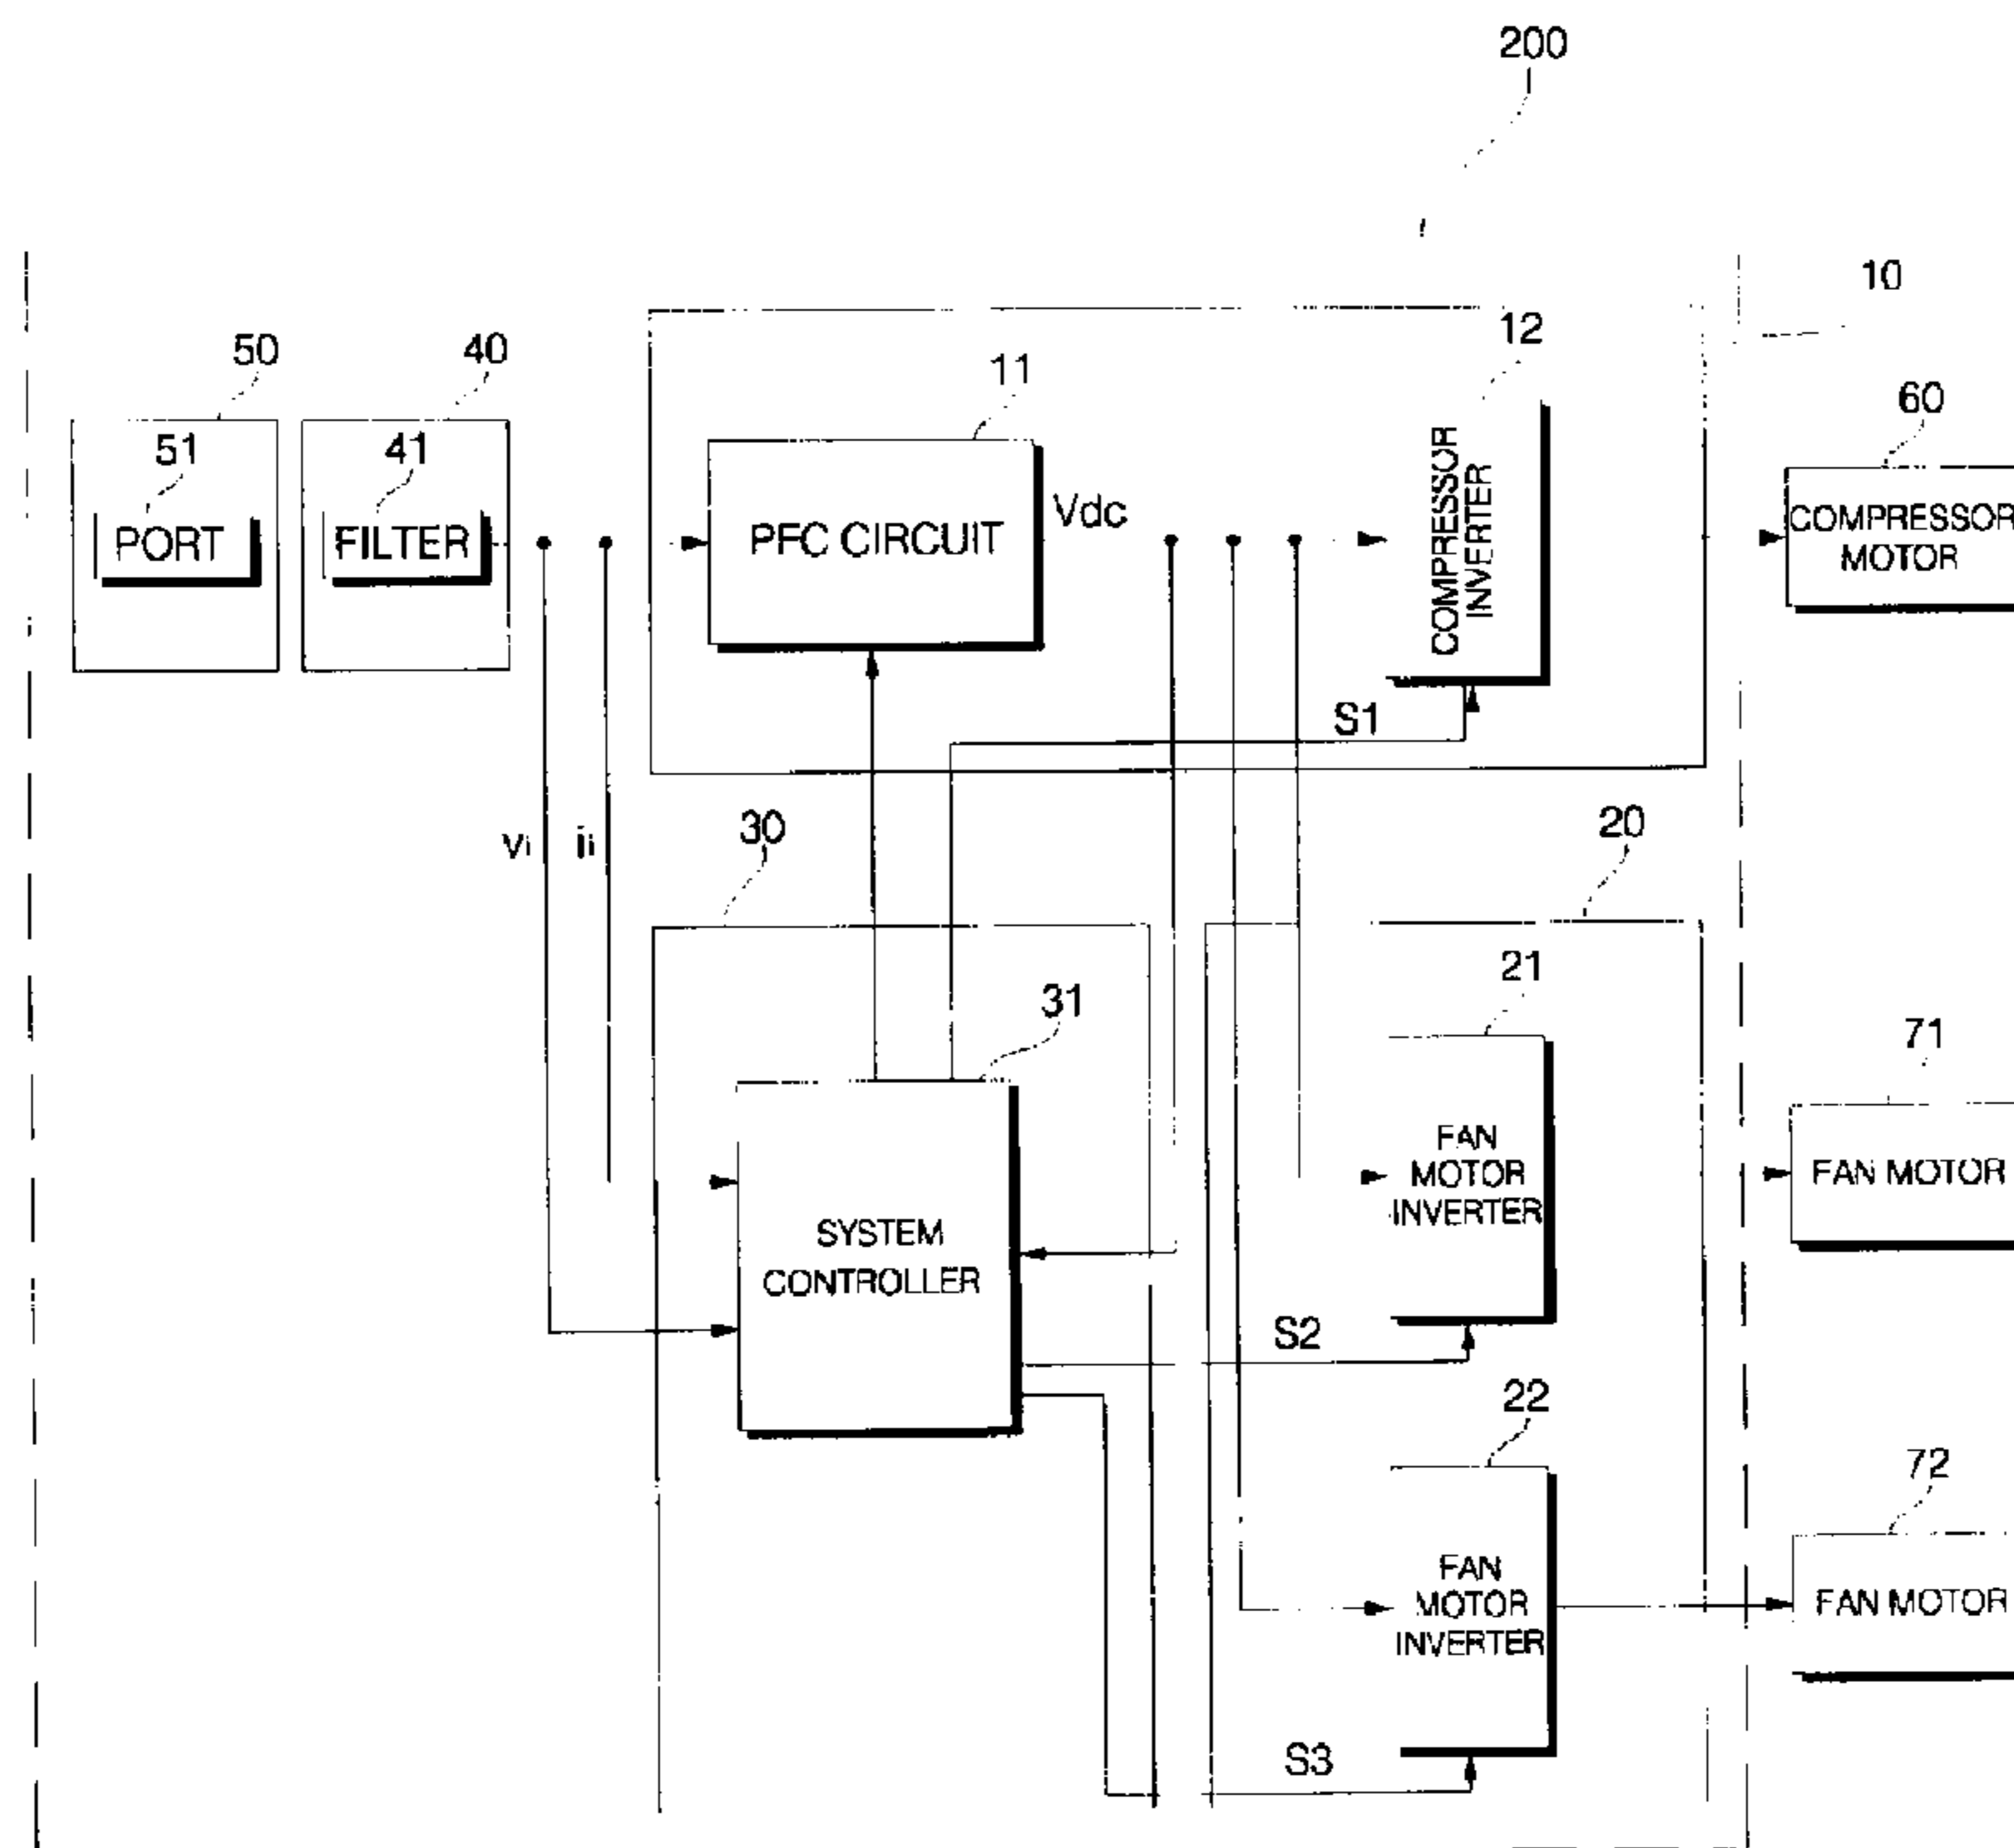 200
10
12
50
40
11
60
51
41
PORT
FILTER
PFC CIRCUIT
Vdc
COMPRESSOR
INVERTER
COMPRESSOR
MOTOR
S1
vi
ii
30
20
21
31
71
FAN
MOTOR
INVERTER
FAN MOTOR
SYSTEM
CONTROLLER
S2
22
72
FAN
MOTOR
INVERTER
FAN MOTOR
S3